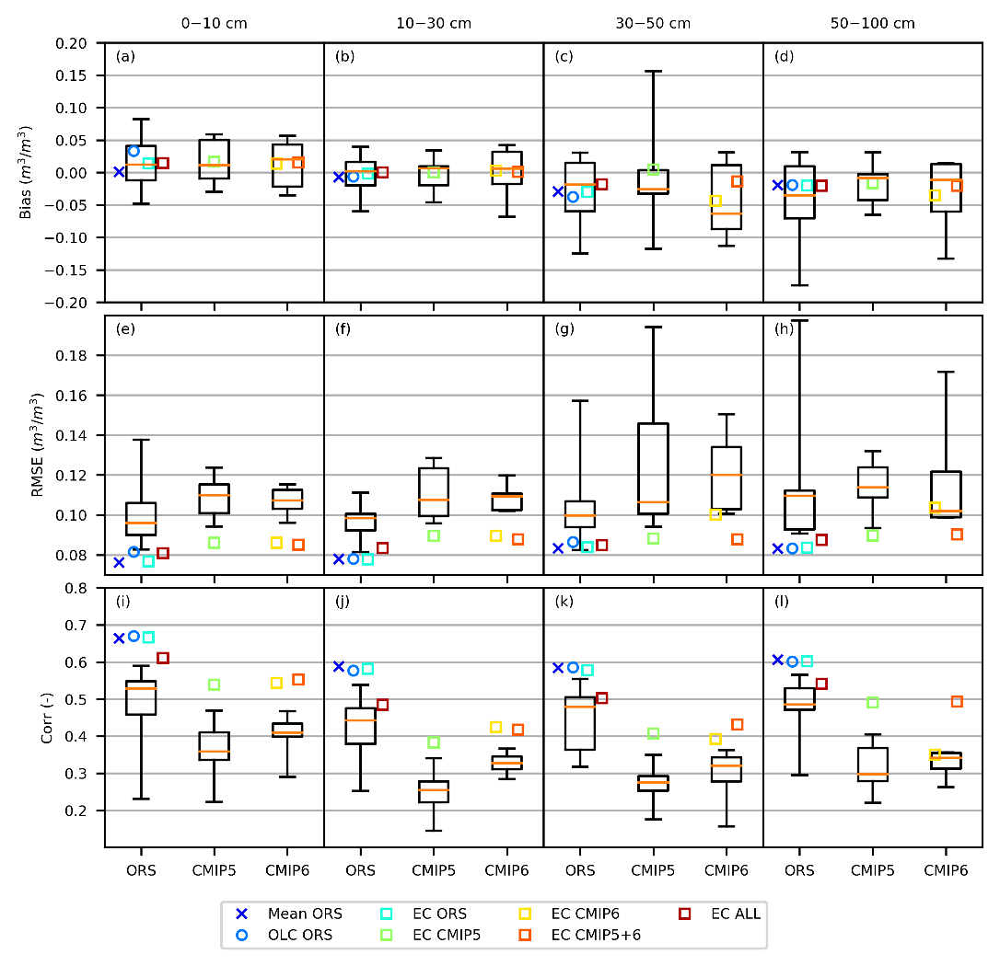 0−10 cm 10−30 cm 30−50 cm 50−100 cm
(a) (b) (c) (d)
Bias (m³/m³)
0.20
0.15
0.10
0.05
0.00
−0.05
−0.10
−0.15
−0.20
(e) (f) (g) (h)
RMSE (m³/m³)
0.18
0.16
0.14
0.12
0.10
0.08
(i) (j) (k) (l)
Corr (-)
0.8
0.7
0.6
0.5
0.4
0.3
0.2
ORS CMIP5 CMIP6 ORS CMIP5 CMIP6 ORS CMIP5 CMIP6 ORS CMIP5 CMIP6
Mean ORS EC ORS EC CMIP6 EC ALL
OLC ORS EC CMIP5 EC CMIP5+6